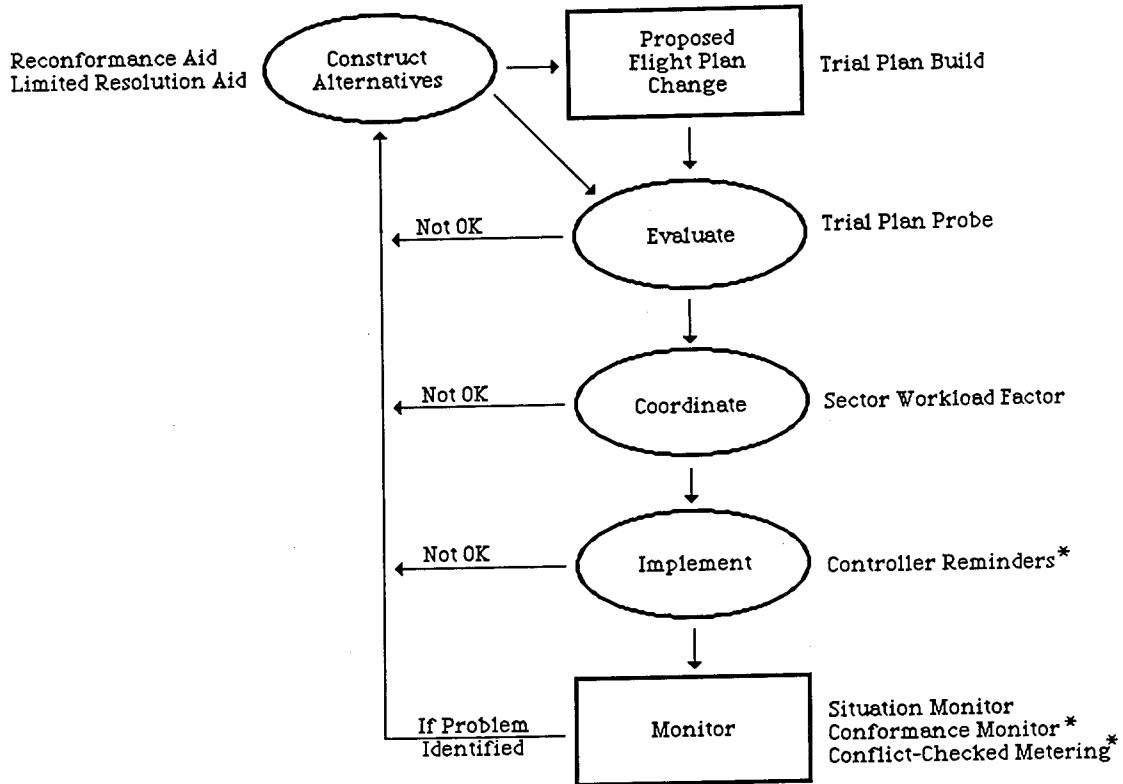 Reconformance Aid
Limited Resolution Aid
Construct
Alternatives
Proposed
Flight Plan
Change
Trial Plan Build
Not OK
Evaluate
Trial Plan Probe
Not OK
Coordinate
Sector Workload Factor
Not OK
Implement
Controller Reminders*
If Problem
Identified
Monitor
Situation Monitor
Conformance Monitor*
Conflict-Checked Metering*